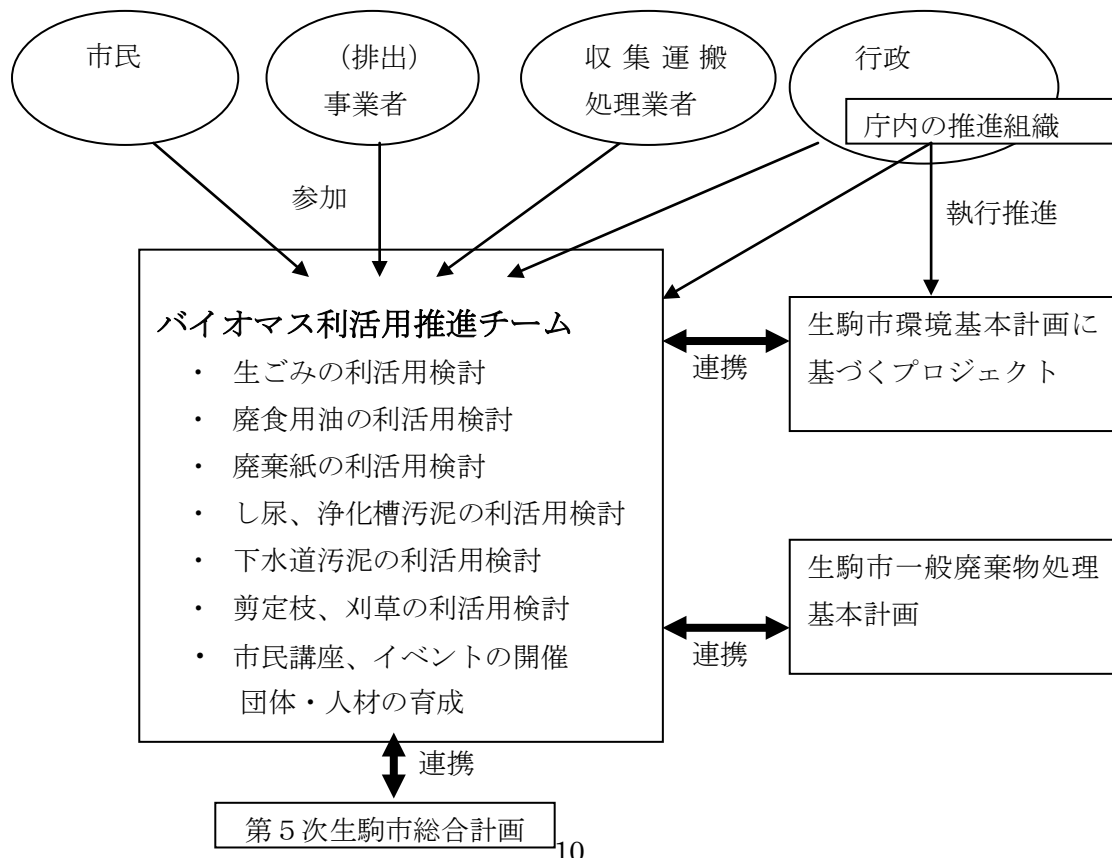 市民
（排出）
事業者
収集運搬
処理業者
行政
庁内の推進組織
参加
執行推進
バイオマス利活用推進チーム
・ 生ごみの利活用検討
・ 廃食用油の利活用検討
・ 廃棄紙の利活用検討
・ し尿、浄化槽汚泥の利活用検討
・ 下水道汚泥の利活用検討
・ 剪定枝、刈草の利活用検討
・ 市民講座、イベントの開催
団体・人材の育成
連携
生駒市環境基本計画に
基づくプロジェクト
連携
生駒市一般廃棄物処理
基本計画
連携
第５次生駒市総合計画
10